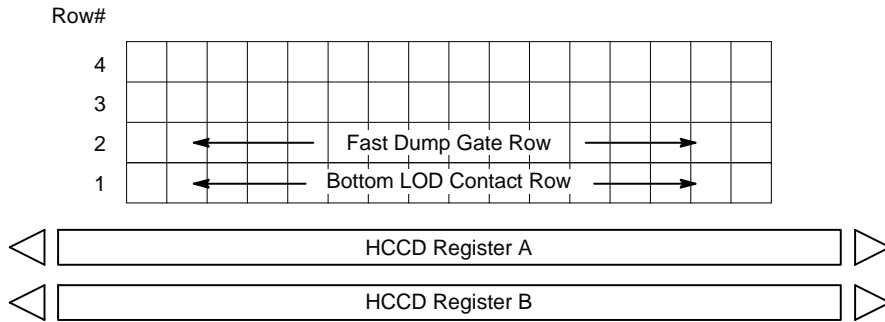 Row#
4
3
2 Fast Dump Gate Row
1 Bottom LOD Contact Row
HCCD Register A
HCCD Register B